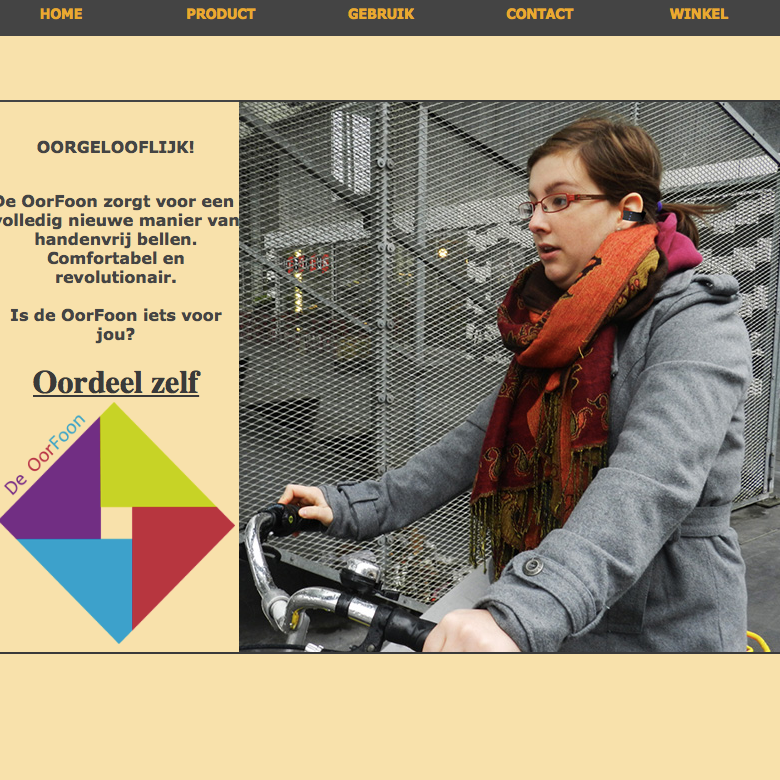 HOME PRODUCT GEBRUIK CONTACT WINKEL
OORGELOOFLIJK!
De OorFoon zorgt voor een
volledig nieuwe manier van
handenvrij bellen.
Comfortabel en
revolutionair.
Is de OorFoon iets voor
jou?
Oordeel zelf
De OorFoon